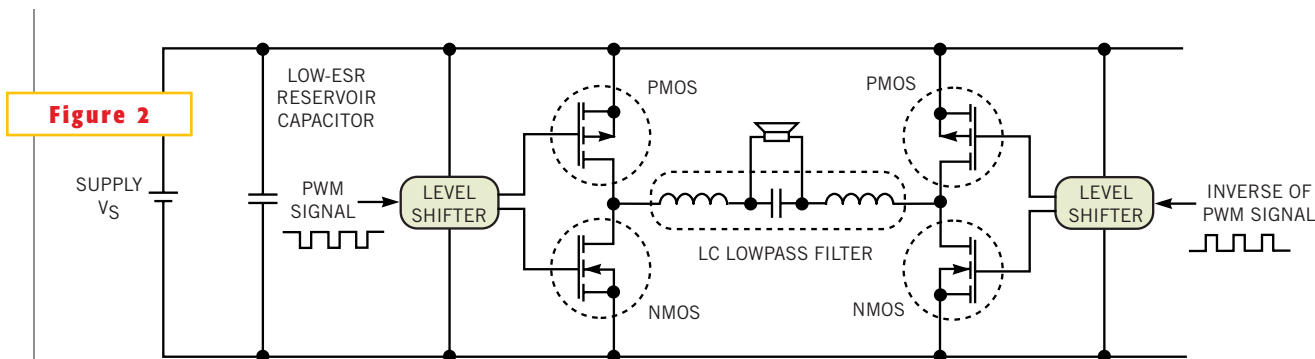 Figure 2
SUPPLY
VS
LOW-ESR
RESERVOIR
CAPACITOR
PWM
SIGNAL
LEVEL
SHIFTER
PMOS
NMOS
LC LOWPASS FILTER
PMOS
NMOS
LEVEL
SHIFTER
INVERSE OF
PWM SIGNAL